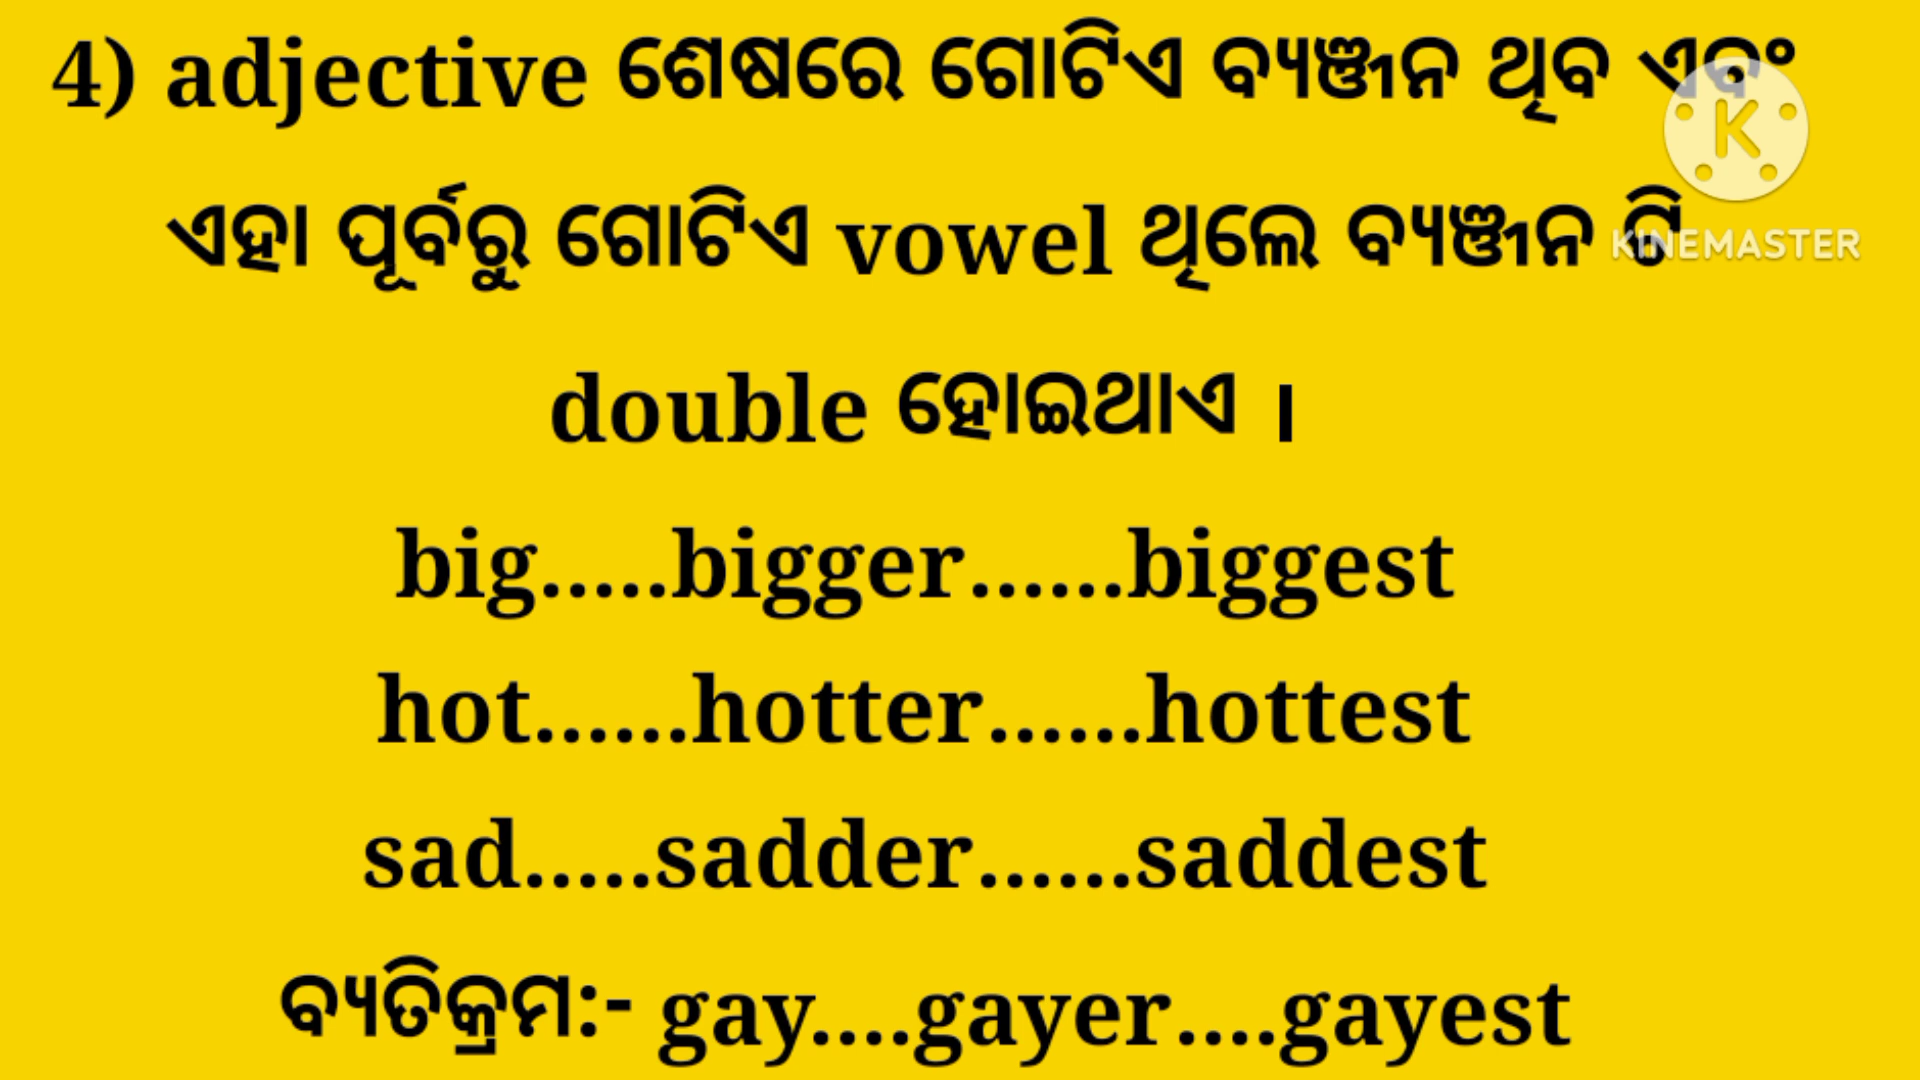 4) adjective ଶେଷରେ ଗୋଟିଏ ବ୍ୟଞ୍ଜନ ଥିବ ଏବଂ
ଏହା ପୂର୍ବରୁ ଗୋଟିଏ vowel ଥିଲେ ବ୍ୟଞ୍ଜନ ଟି
double ହୋଇଥାଏ ।
big.....bigger......biggest
hot......hotter......hottest
sad.....sadder......saddest
ବ୍ୟତିକ୍ରମ:- gay....gayer....gayest
K
KINEMASTER